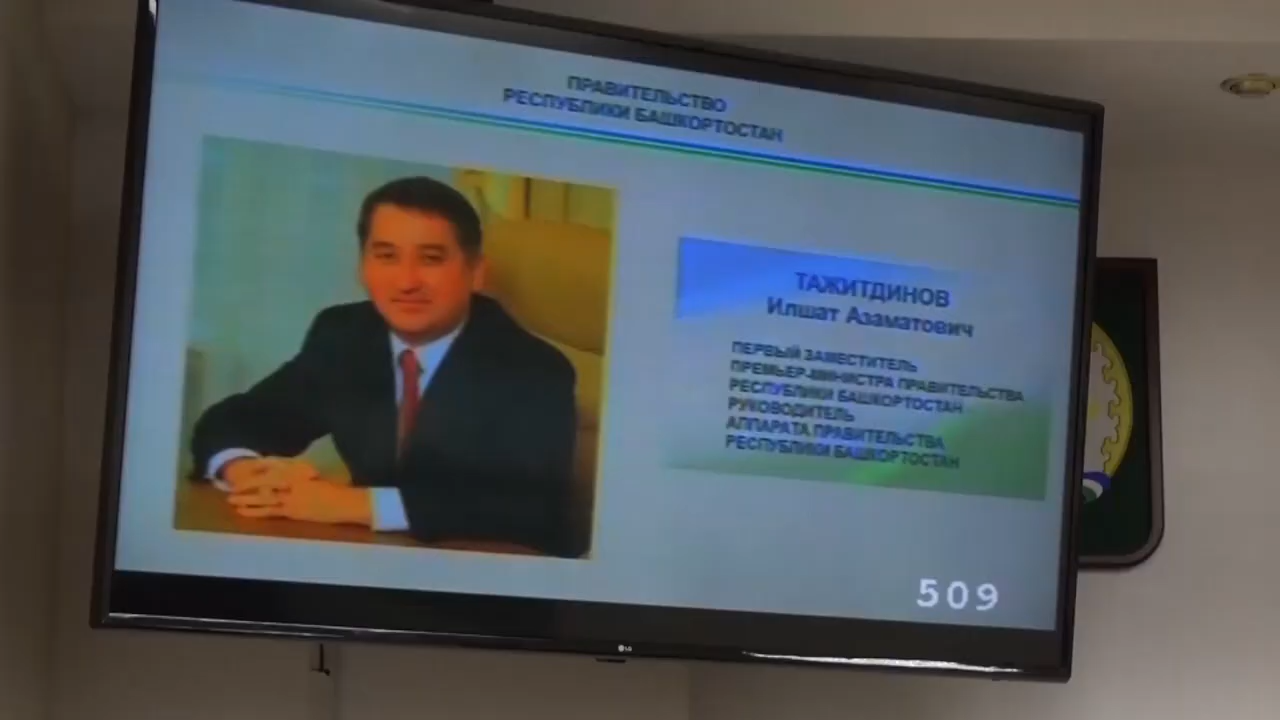 ПРАВИТЕЛЬСТВО
РЕСПУБЛИКИ БАШКОРТОСТАН
ТАЖИТДИНОВ
Илшат Азаматович
ПЕРВЫЙ ЗАМЕСТИТЕЛЬ
ПРЕМЬЕР-МИНИСТРА ПРАВИТЕЛЬСТВА
РЕСПУБЛИКИ БАШКОРТОСТАН
РУКОВОДИТЕЛЬ
АППАРАТА ПРАВИТЕЛЬСТВА
РЕСПУБЛИКИ БАШКОРТОСТАН
509
LG